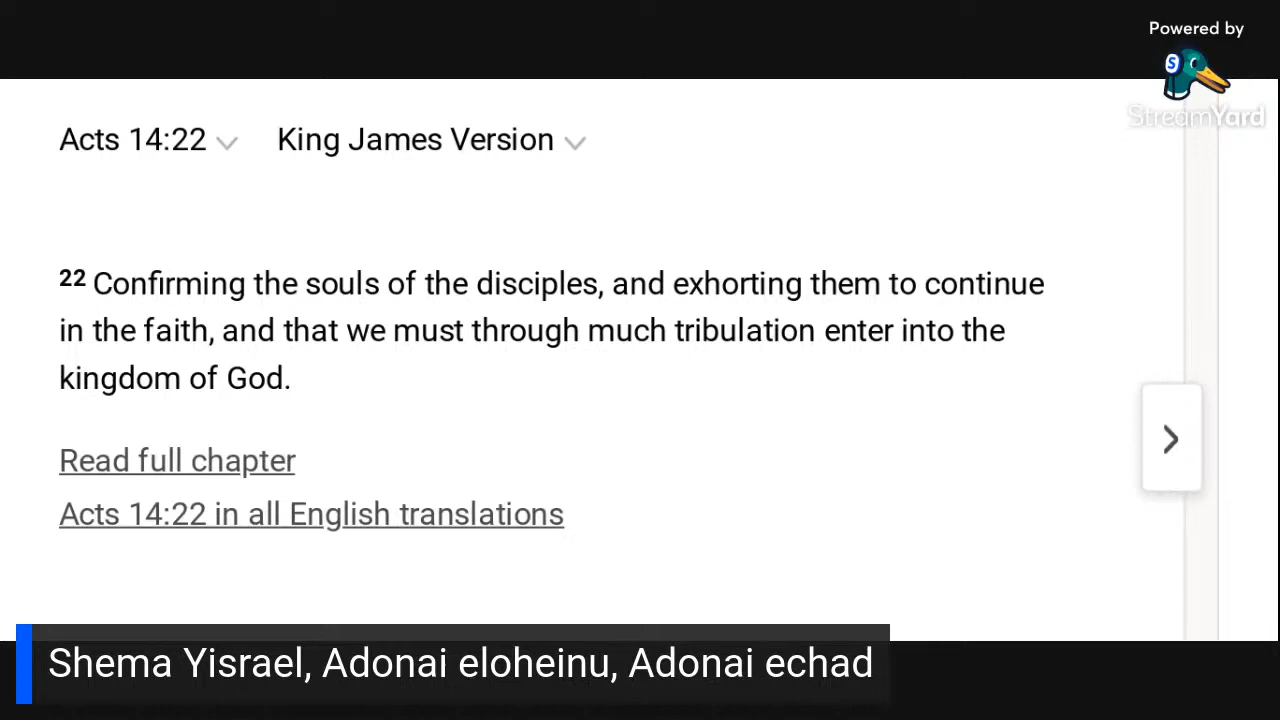 Powered by
S
StreamYard
Acts 14:22 King James Version
22 Confirming the souls of the disciples, and exhorting them to continue
in the faith, and that we must through much tribulation enter into the
kingdom of God.
Read full chapter
Acts 14:22 in all English translations
Shema Yisrael, Adonai eloheinu, Adonai echad